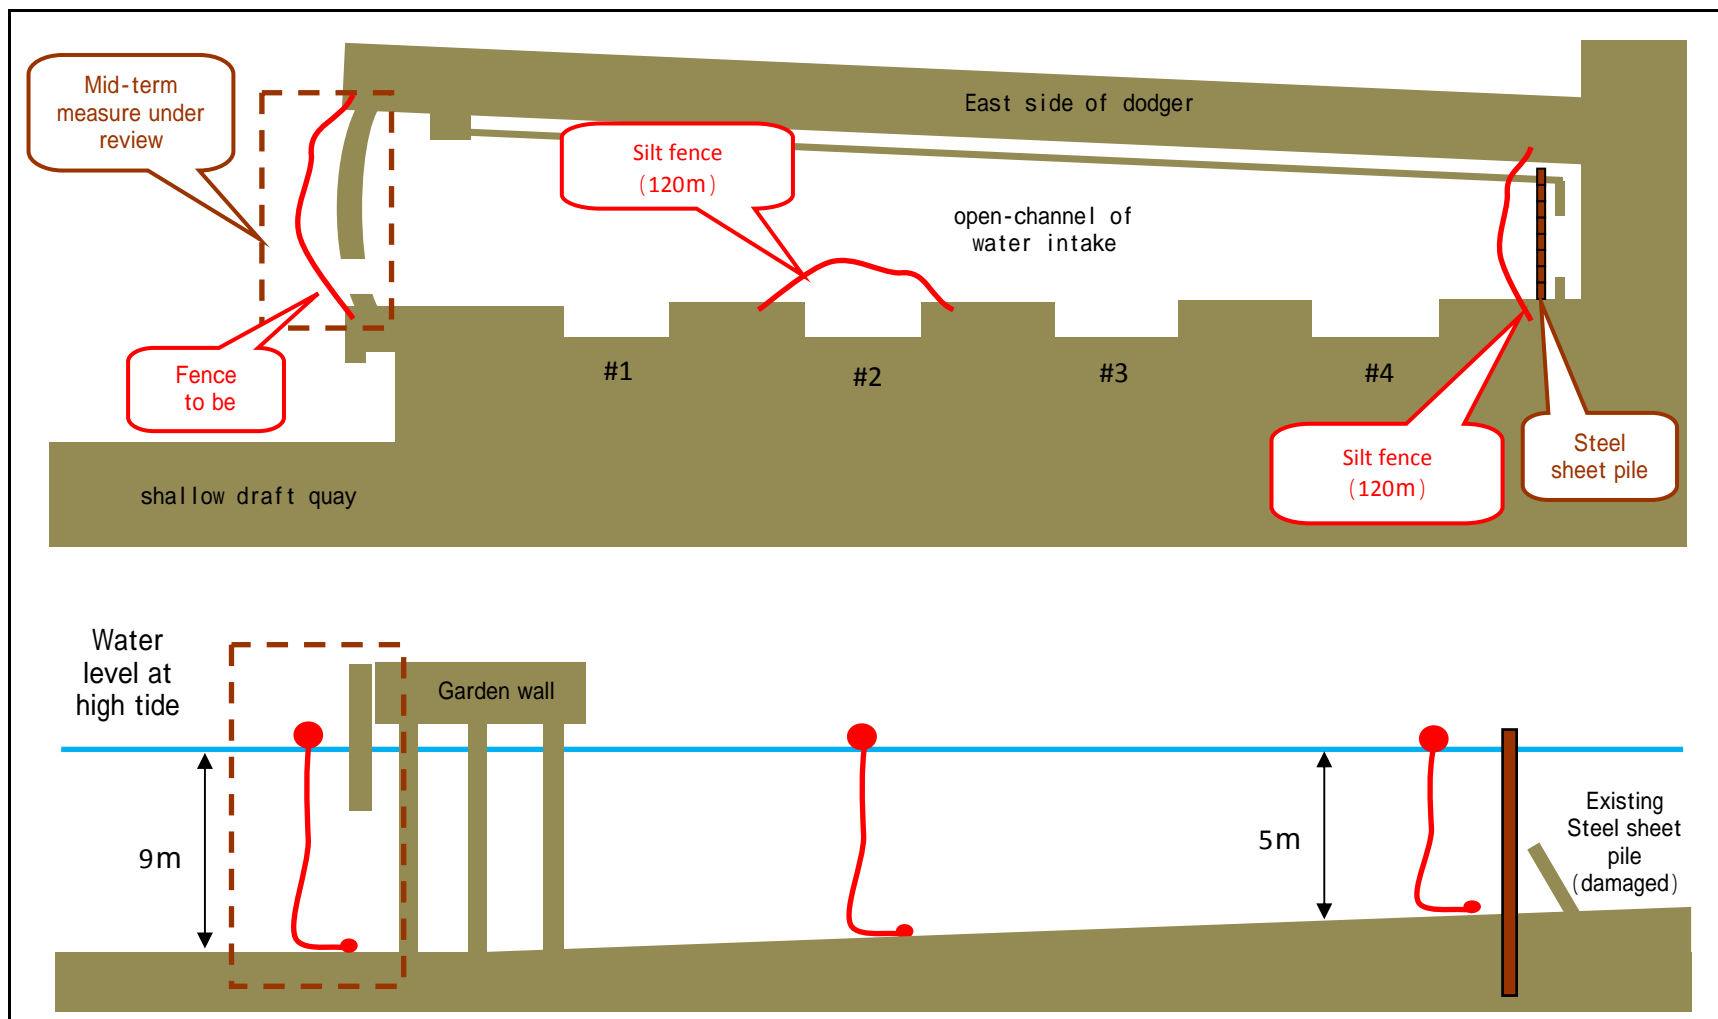 Mid-term
measure under
review
East side of dodger
Silt fence
(120m)
open-channel of
water intake
Fence
to be
#1
#2
#3
#4
Silt fence
(120m)
Steel
sheet pile
shallow draft quay
Water
level at
high tide
Garden wall
9m
5m
Existing
Steel sheet
pile
(damaged)